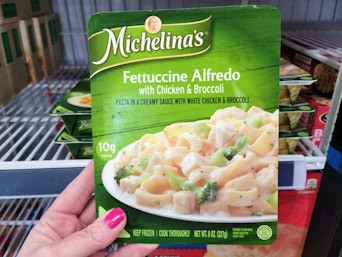 Michelina's
Fettuccine Alfredo
with Chicken & Broccoli
PASTA IN A CREAMY SAUCE WITH WHITE CHICKEN & BROCCOLI
10g
KEEP FROZEN | COOK THOROUGHLY NET WT. 8 OZ. (227g)